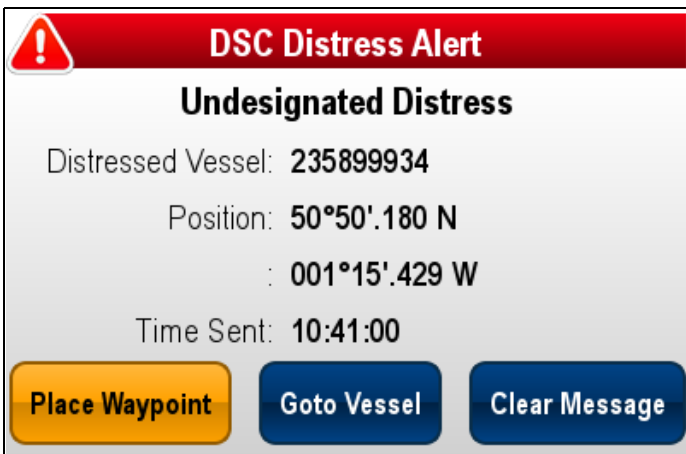 DSC Distress Alert
Undesignated Distress
Distressed Vessel: 235899934
Position: 50°50'.180 N
: 001°15'.429 W
Time Sent: 10:41:00
Place Waypoint Goto Vessel Clear Message